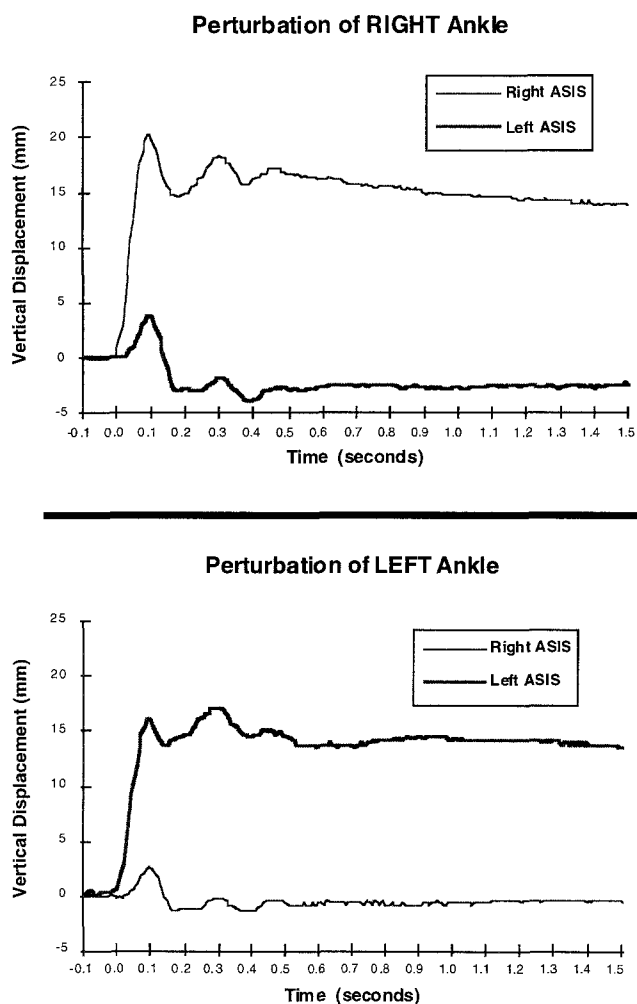 Perturbation of RIGHT Ankle
Vertical Displacement (mm)
25
20
15
10
5
0
-5
Right ASIS
Left ASIS
-0.1 0.0 0.1 0.2 0.3 0.4 0.5 0.6 0.7 0.8 0.9 1.0 1.1 1.2 1.3 1.4 1.5
Time (seconds)
Perturbation of LEFT Ankle
Vertical Displacement (mm)
25
20
15
10
5
0
-5
Right ASIS
Left ASIS
-0.1 0.0 0.1 0.2 0.3 0.4 0.5 0.6 0.7 0.8 0.9 1.0 1.1 1.2 1.3 1.4 1.5
Time (seconds)